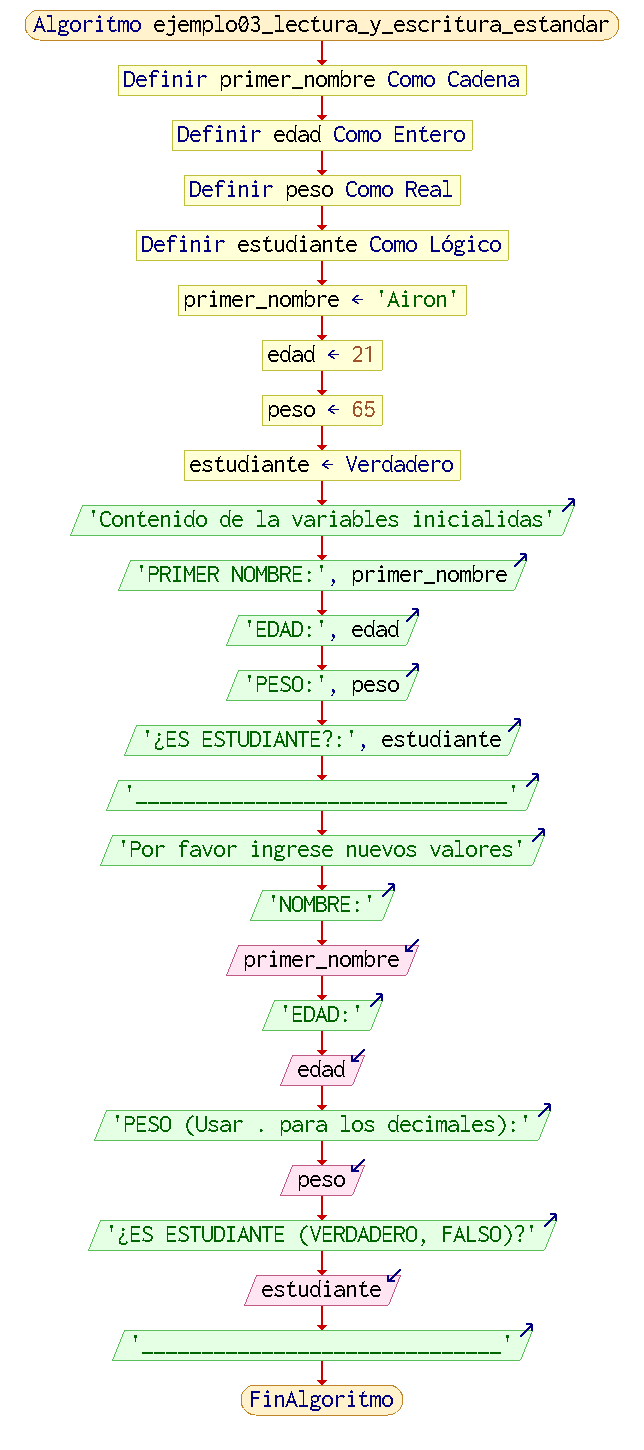 Algoritmo ejemplo03_lectura_y_escritura_estandar
Definir primer_nombre Como Cadena
Definir edad Como Entero
Definir peso Como Real
Definir estudiante Como Lógico
primer_nombre ← 'Airon'
edad ← 21
peso ← 65
estudiante ← Verdadero
'Contenido de la variables inicialidas'
'PRIMER NOMBRE:', primer_nombre
'EDAD:', edad
'PESO:', peso
'¿ES ESTUDIANTE?:', estudiante
'_______________________________'
'Por favor ingrese nuevos valores'
'NOMBRE:'
primer_nombre
'EDAD:'
edad
'PESO (Usar . para los decimales):'
peso
'¿ES ESTUDIANTE (VERDADERO, FALSO)?'
estudiante
'______________________________'
FinAlgoritmo